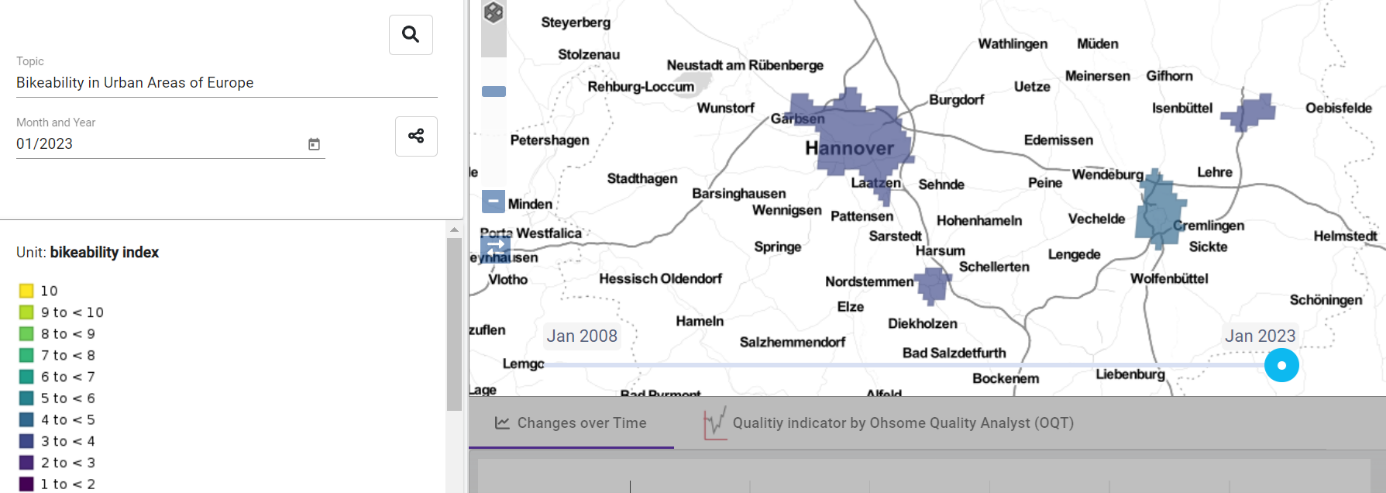 Topic
Bikeability in Urban Areas of Europe
Month and Year
01/2023
Unit: bikeability index
10
9 to < 10
8 to < 9
7 to < 8
6 to < 7
5 to < 6
4 to < 5
3 to < 4
2 to < 3
1 to < 2
Steyerberg
Stolzenau
Neustadt am Rübenberge
Rehburg-Loccum
Wunstorf
Garbsen
Burgdorf
Wathlingen
Müden
Meinersen
Gifhorn
Uetze
Isenbüttel
Oebisfelde
Petershagen
Hannover
Edemissen
Stadthagen
Laatzen
Sehnde
Peine
Wendeburg
Lehre
Barsinghausen
Minden
Wennigsen
Pattensen
Hohenhameln
Vechelde
Cremlingen
Porta Westfalica
Springe
Sarstedt
Harsum
Lengede
Sickte
Helmstedt
eynhausen
Schellerten
Vlotho
Hessisch Oldendorf
Nordstemmen
Wolfenbüttel
Elze
Schöningen
zuflen
Hameln
Diekholzen
Jan 2008
Salzhemmendorf
Jan 2023
Bad Salzdetfurth
Lemgo
Bockenem
Liebenburg
Lage
Bad Pyrmont
Alfeld
Changes over Time
Qualitiy indicator by Ohsome Quality Analyst (OQT)